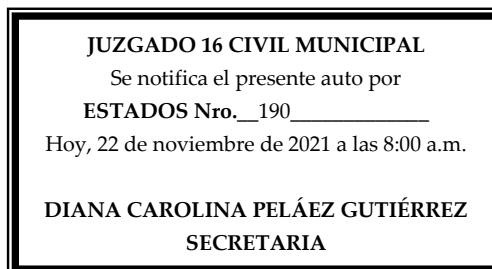 JUZGADO 16 CIVIL MUNICIPAL
Se notifica el presente auto por
ESTADOS Nro.__190_____________
Hoy, 22 de noviembre de 2021 a las 8:00 a.m.
DIANA CAROLINA PELÁEZ GUTIÉRREZ
SECRETARIA